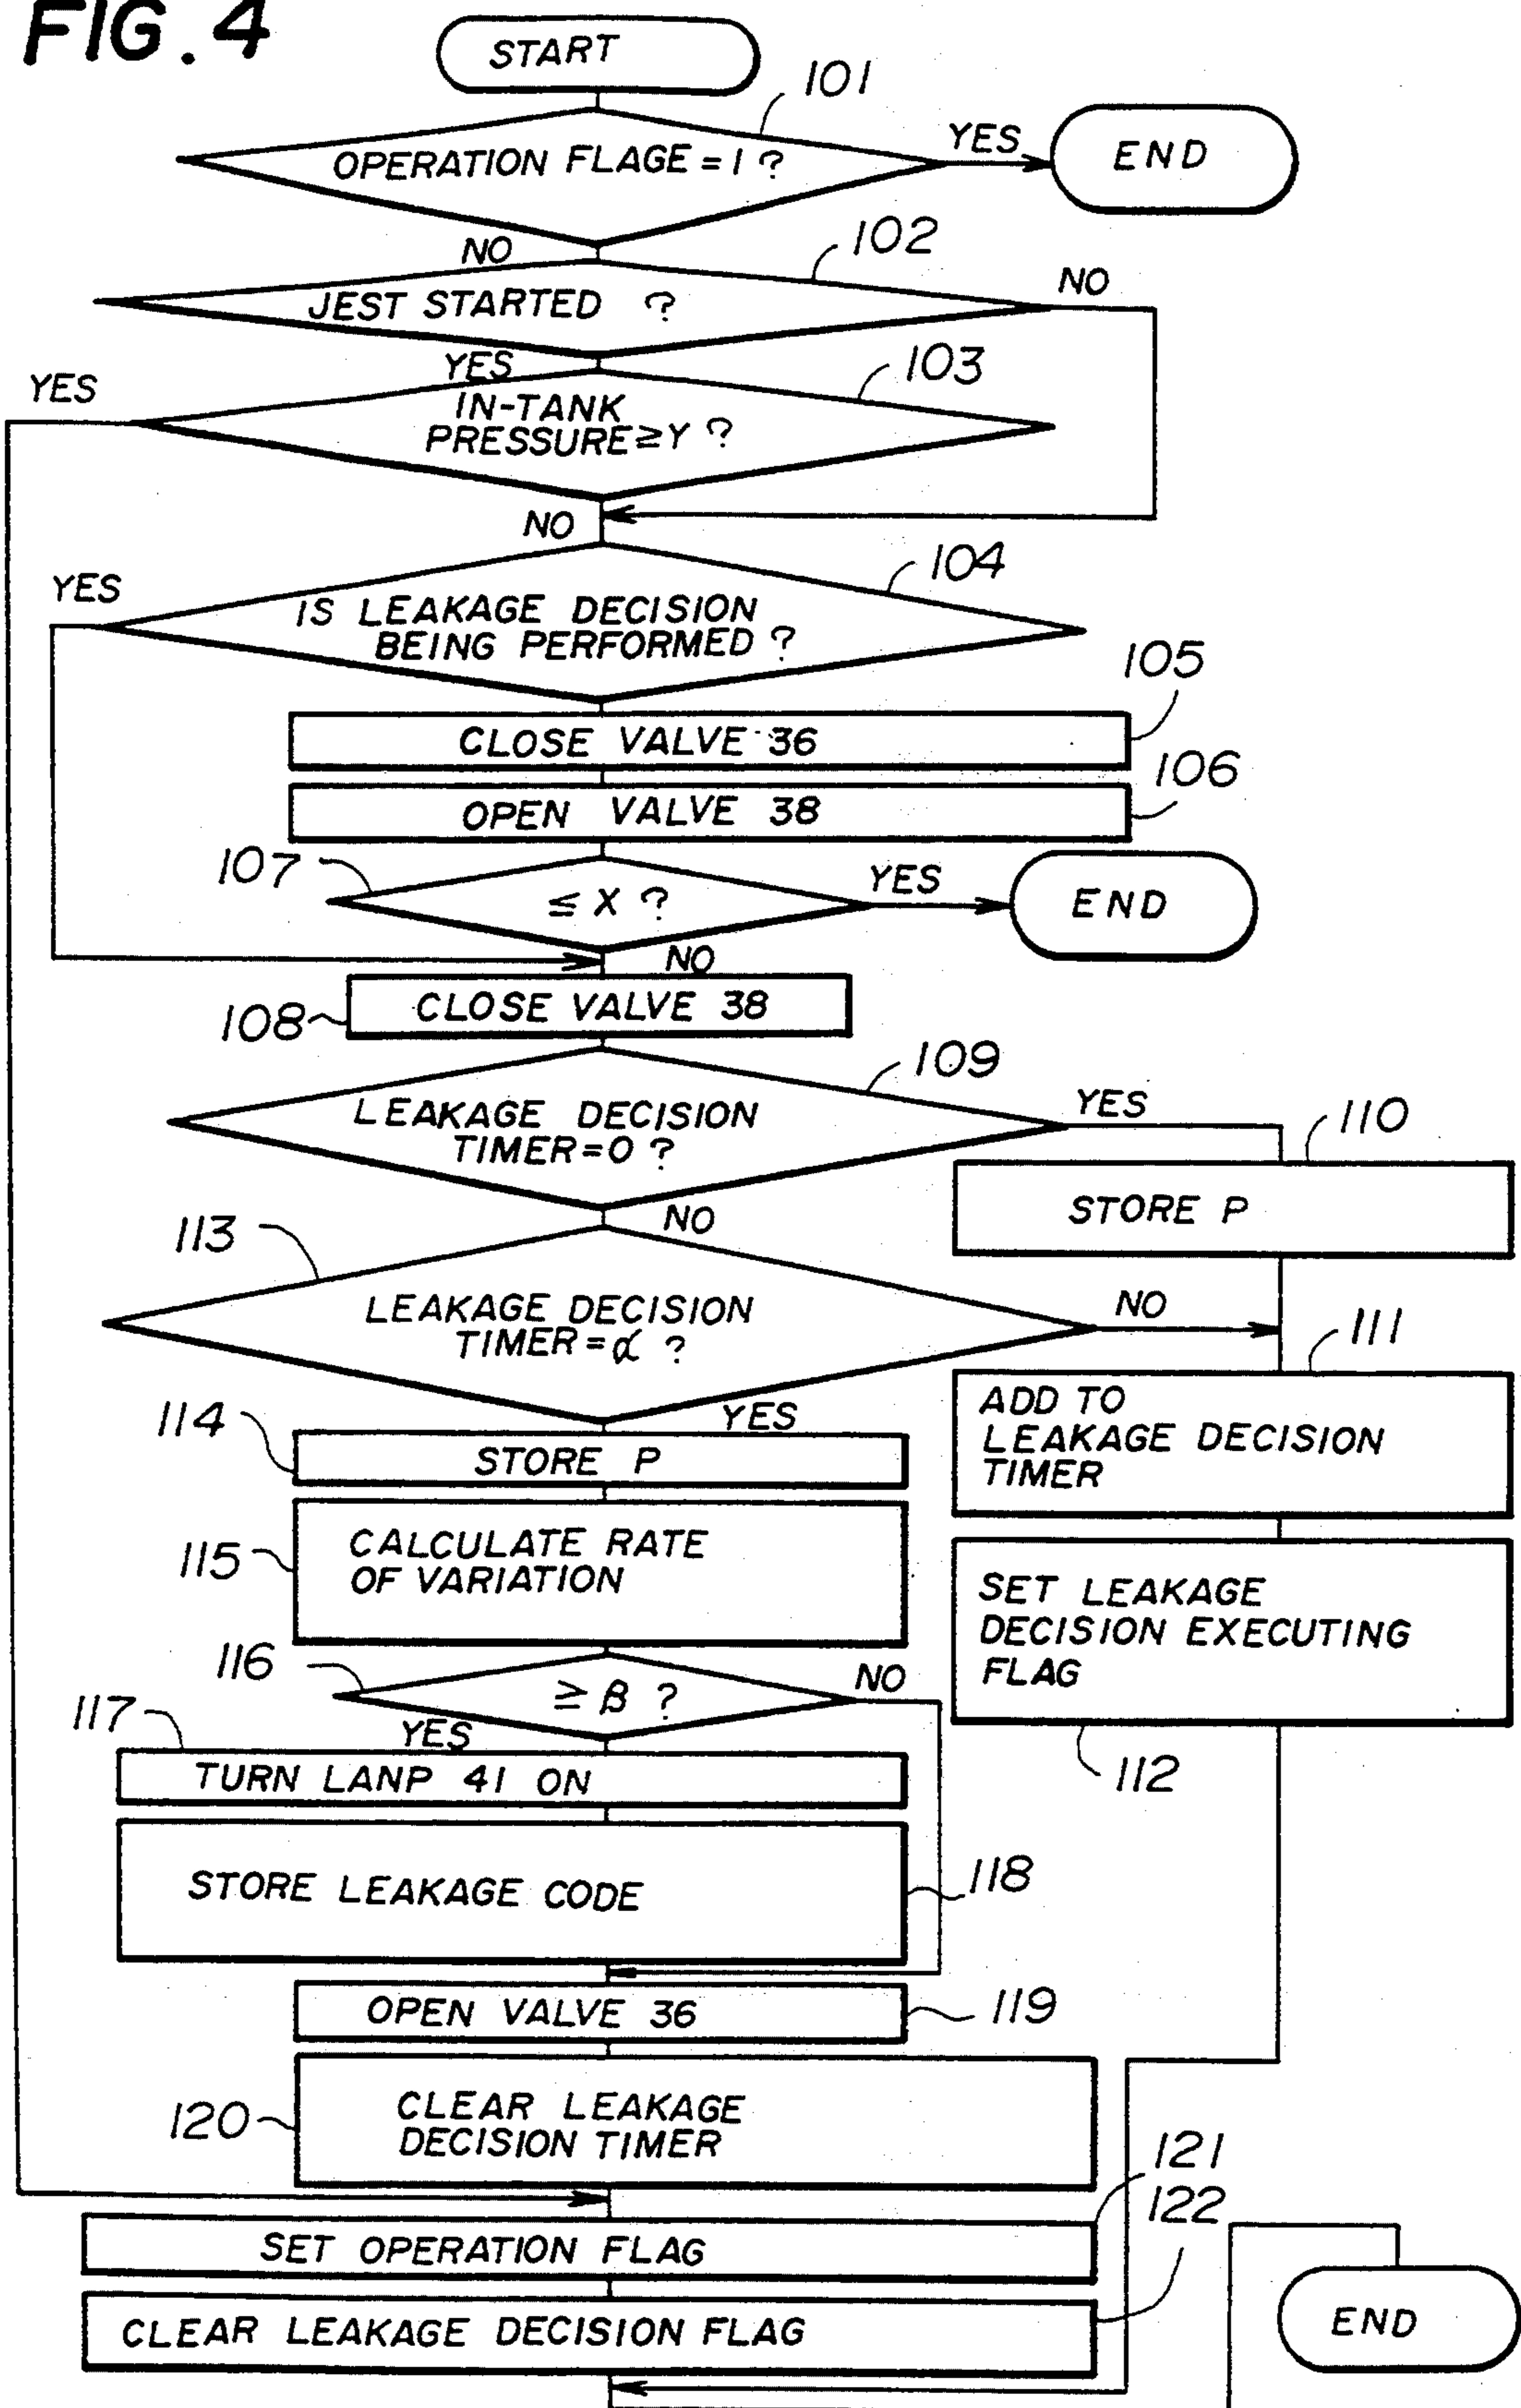 FIG. 4
START
101
OPERATION FLAGE = 1 ?
YES
END
NO
102
JEST STARTED ?
NO
YES
103
YES
IN-TANK
PRESSURE ≥ Y ?
NO
104
YES
IS LEAKAGE DECISION
BEING PERFORMED ?
105
CLOSE VALVE 36
106
OPEN VALVE 38
107
≤ X ?
YES
END
NO
108
CLOSE VALVE 38
109
LEAKAGE DECISION
TIMER = 0 ?
YES
110
STORE P
NO
113
LEAKAGE DECISION
TIMER = α ?
NO
111
ADD TO
LEAKAGE DECISION
TIMER
YES
114
STORE P
115
CALCULATE RATE
OF VARIATION
SET LEAKAGE
DECISION EXECUTING
FLAG
112
116
≥ β ?
NO
YES
117
TURN LANP 41 ON
STORE LEAKAGE CODE
118
OPEN VALVE 36
119
120
CLEAR LEAKAGE
DECISION TIMER
121
122
SET OPERATION FLAG
CLEAR LEAKAGE DECISION FLAG
END